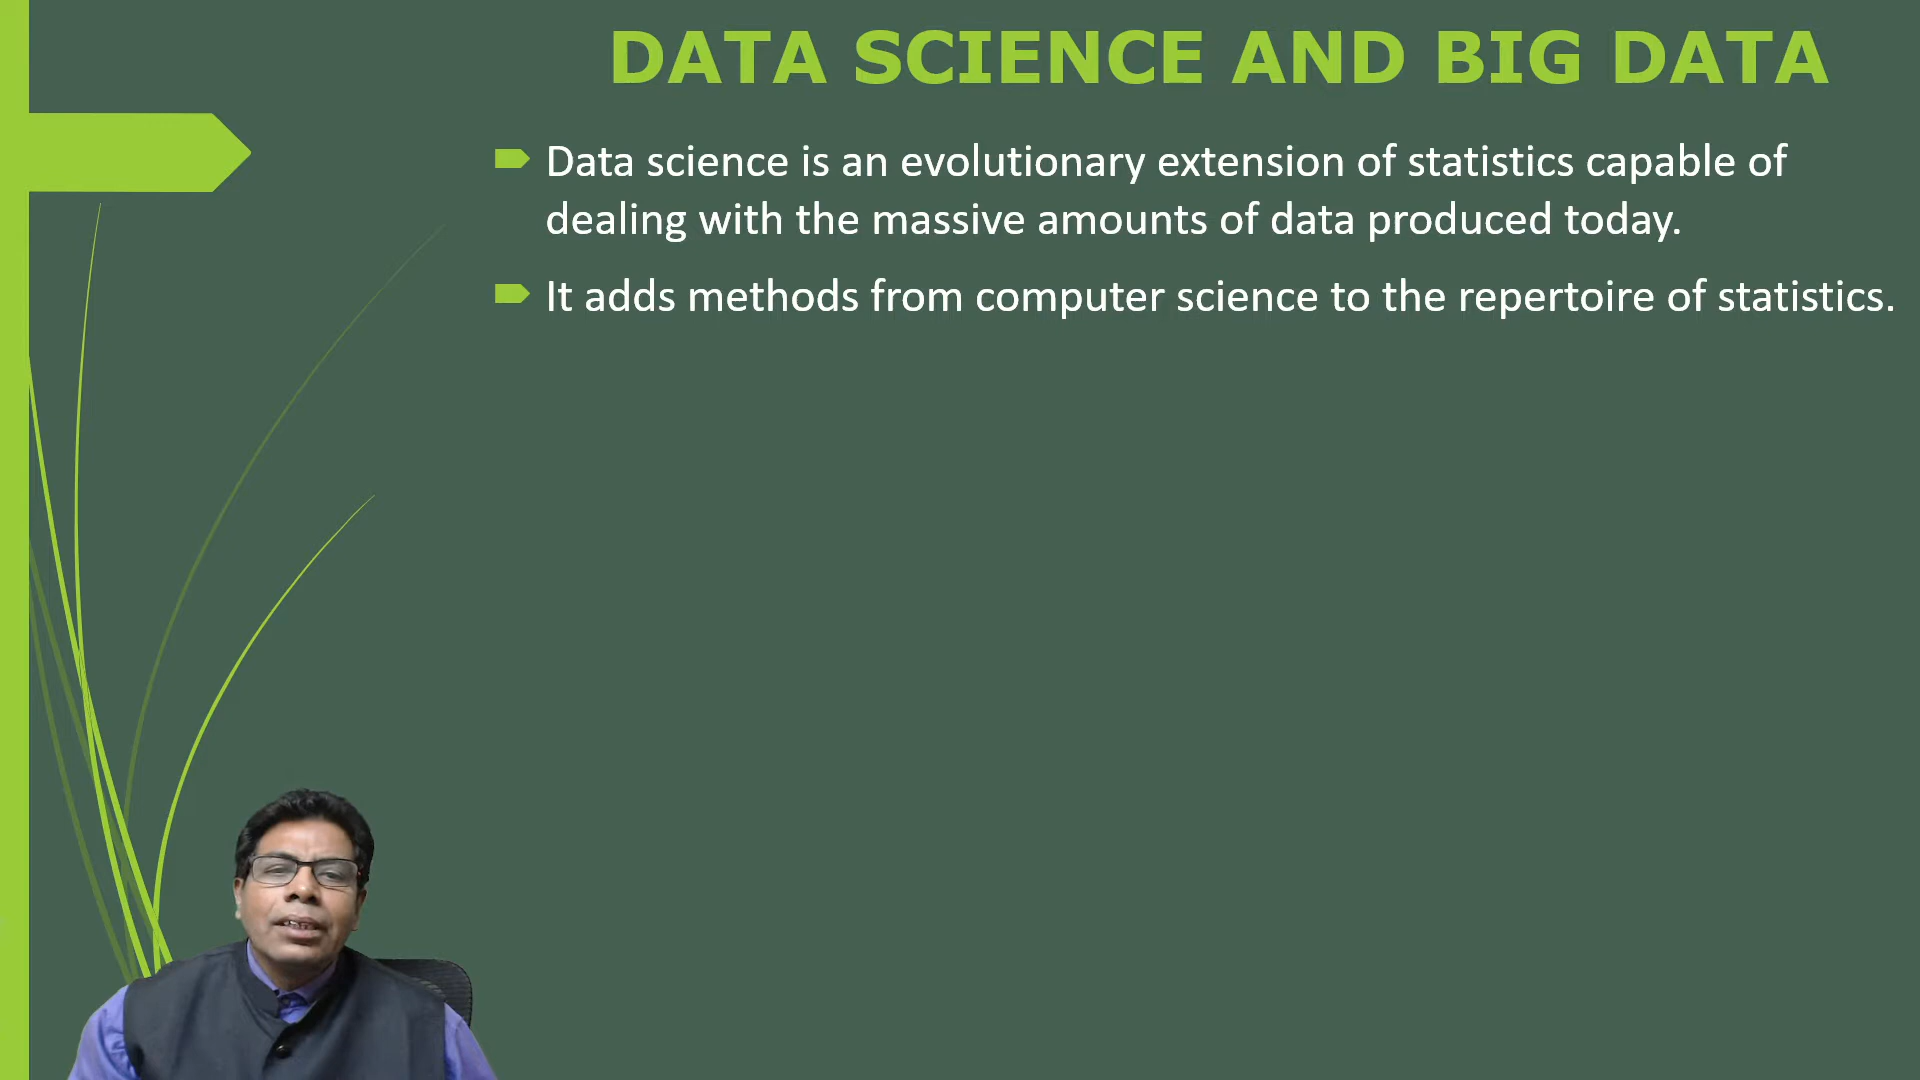 DATA SCIENCE AND BIG DATA
Data science is an evolutionary extension of statistics capable of
dealing with the massive amounts of data produced today.
It adds methods from computer science to the repertoire of statistics.